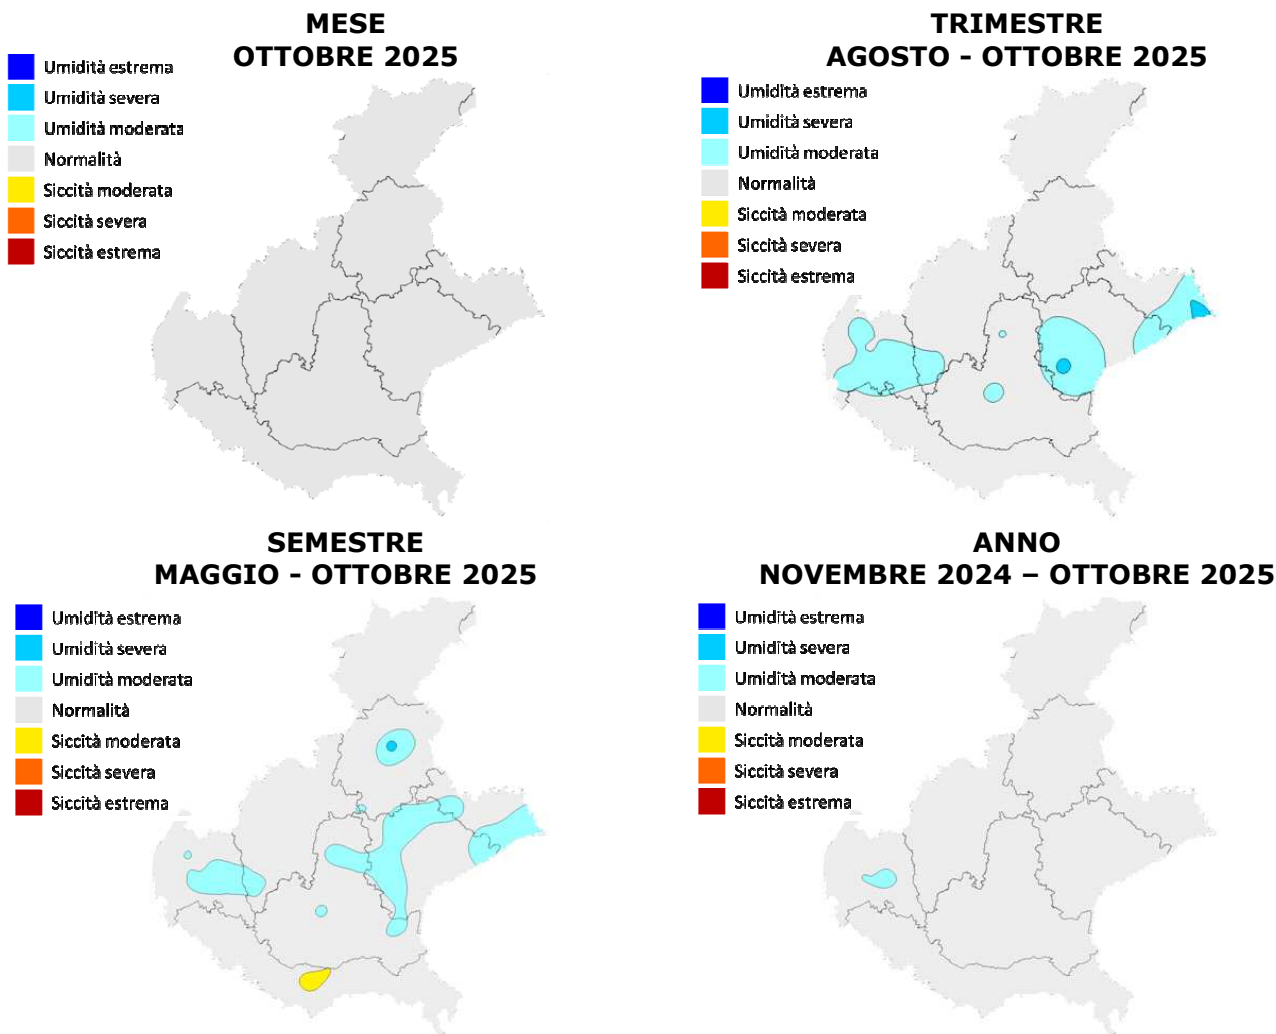 MESE
OTTOBRE 2025
Umidità estrema
Umidità severa
Umidità moderata
Normalità
Siccità moderata
Siccità severa
Siccità estrema
TRIMESTRE
AGOSTO - OTTOBRE 2025
Umidità estrema
Umidità severa
Umidità moderata
Normalità
Siccità moderata
Siccità severa
Siccità estrema
SEMESTRE
MAGGIO - OTTOBRE 2025
Umidità estrema
Umidità severa
Umidità moderata
Normalità
Siccità moderata
Siccità severa
Siccità estrema
ANNO
NOVEMBRE 2024 – OTTOBRE 2025
Umidità estrema
Umidità severa
Umidità moderata
Normalità
Siccità moderata
Siccità severa
Siccità estrema